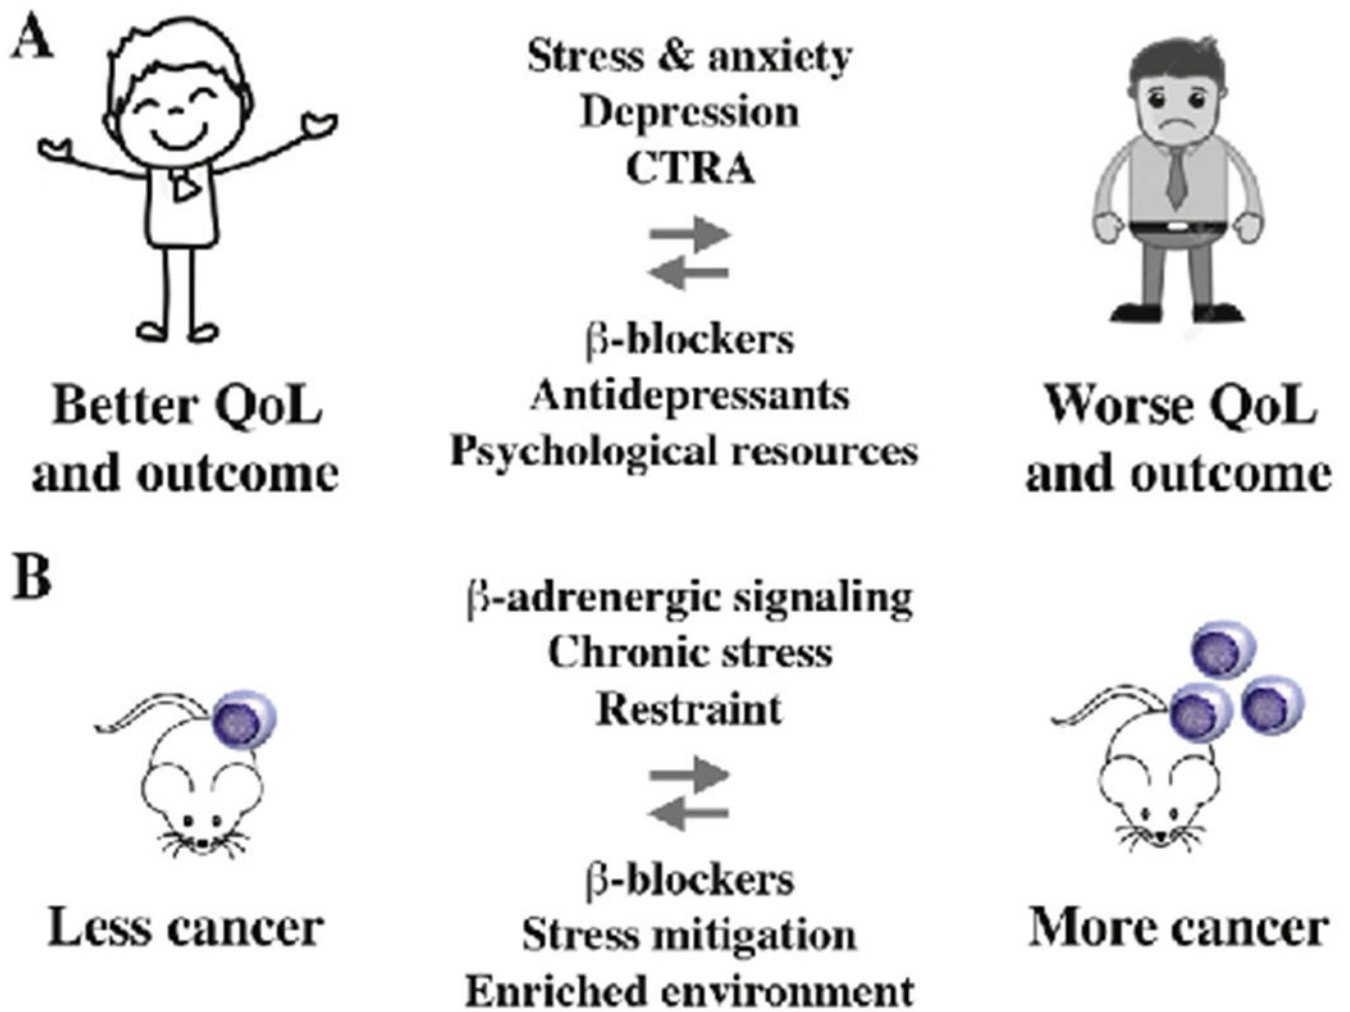 A
Stress & anxiety
Depression
CTRA
β-blockers
Antidepressants
Psychological resources
Better QoL
and outcome
Worse QoL
and outcome
B
β-adrenergic signaling
Chronic stress
Restraint
β-blockers
Stress mitigation
Enriched environment
Less cancer
More cancer